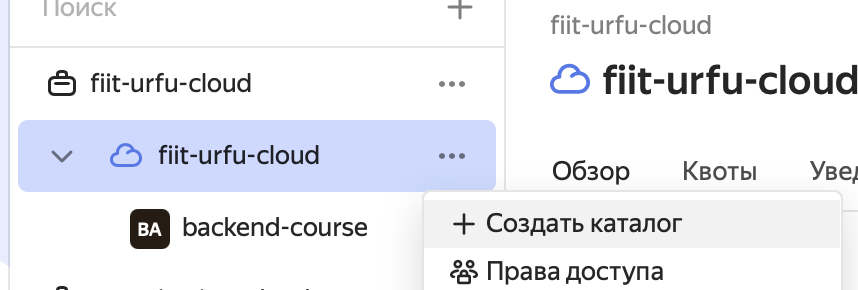 Поиск
fiit-urfu-cloud
fiit-urfu-cloud
BA backend-course
fiit-urfu-cloud
fiit-urfu-cloud
Обзор Квоты Увед
Создать каталог
Права доступа